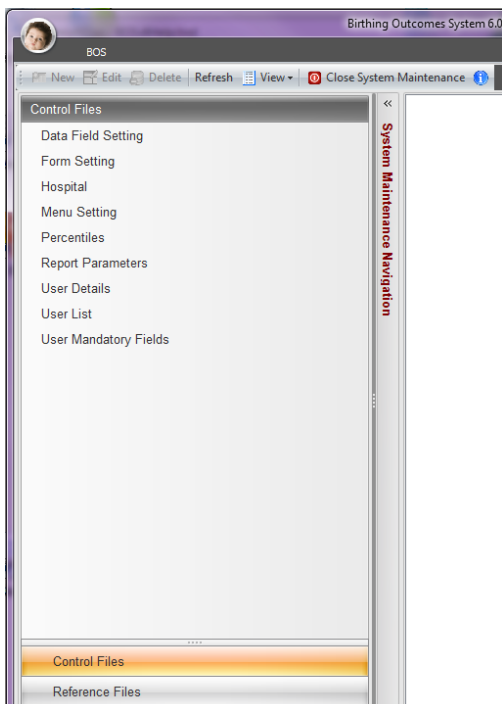 Birthing Outcomes System 6.0
BOS
New Edit Delete Refresh View Close System Maintenance
Control Files
«
Data Field Setting
Form Setting
Hospital
Menu Setting
Percentiles
Report Parameters
User Details
User List
User Mandatory Fields
System Maintenance Navigation
Control Files
Reference Files